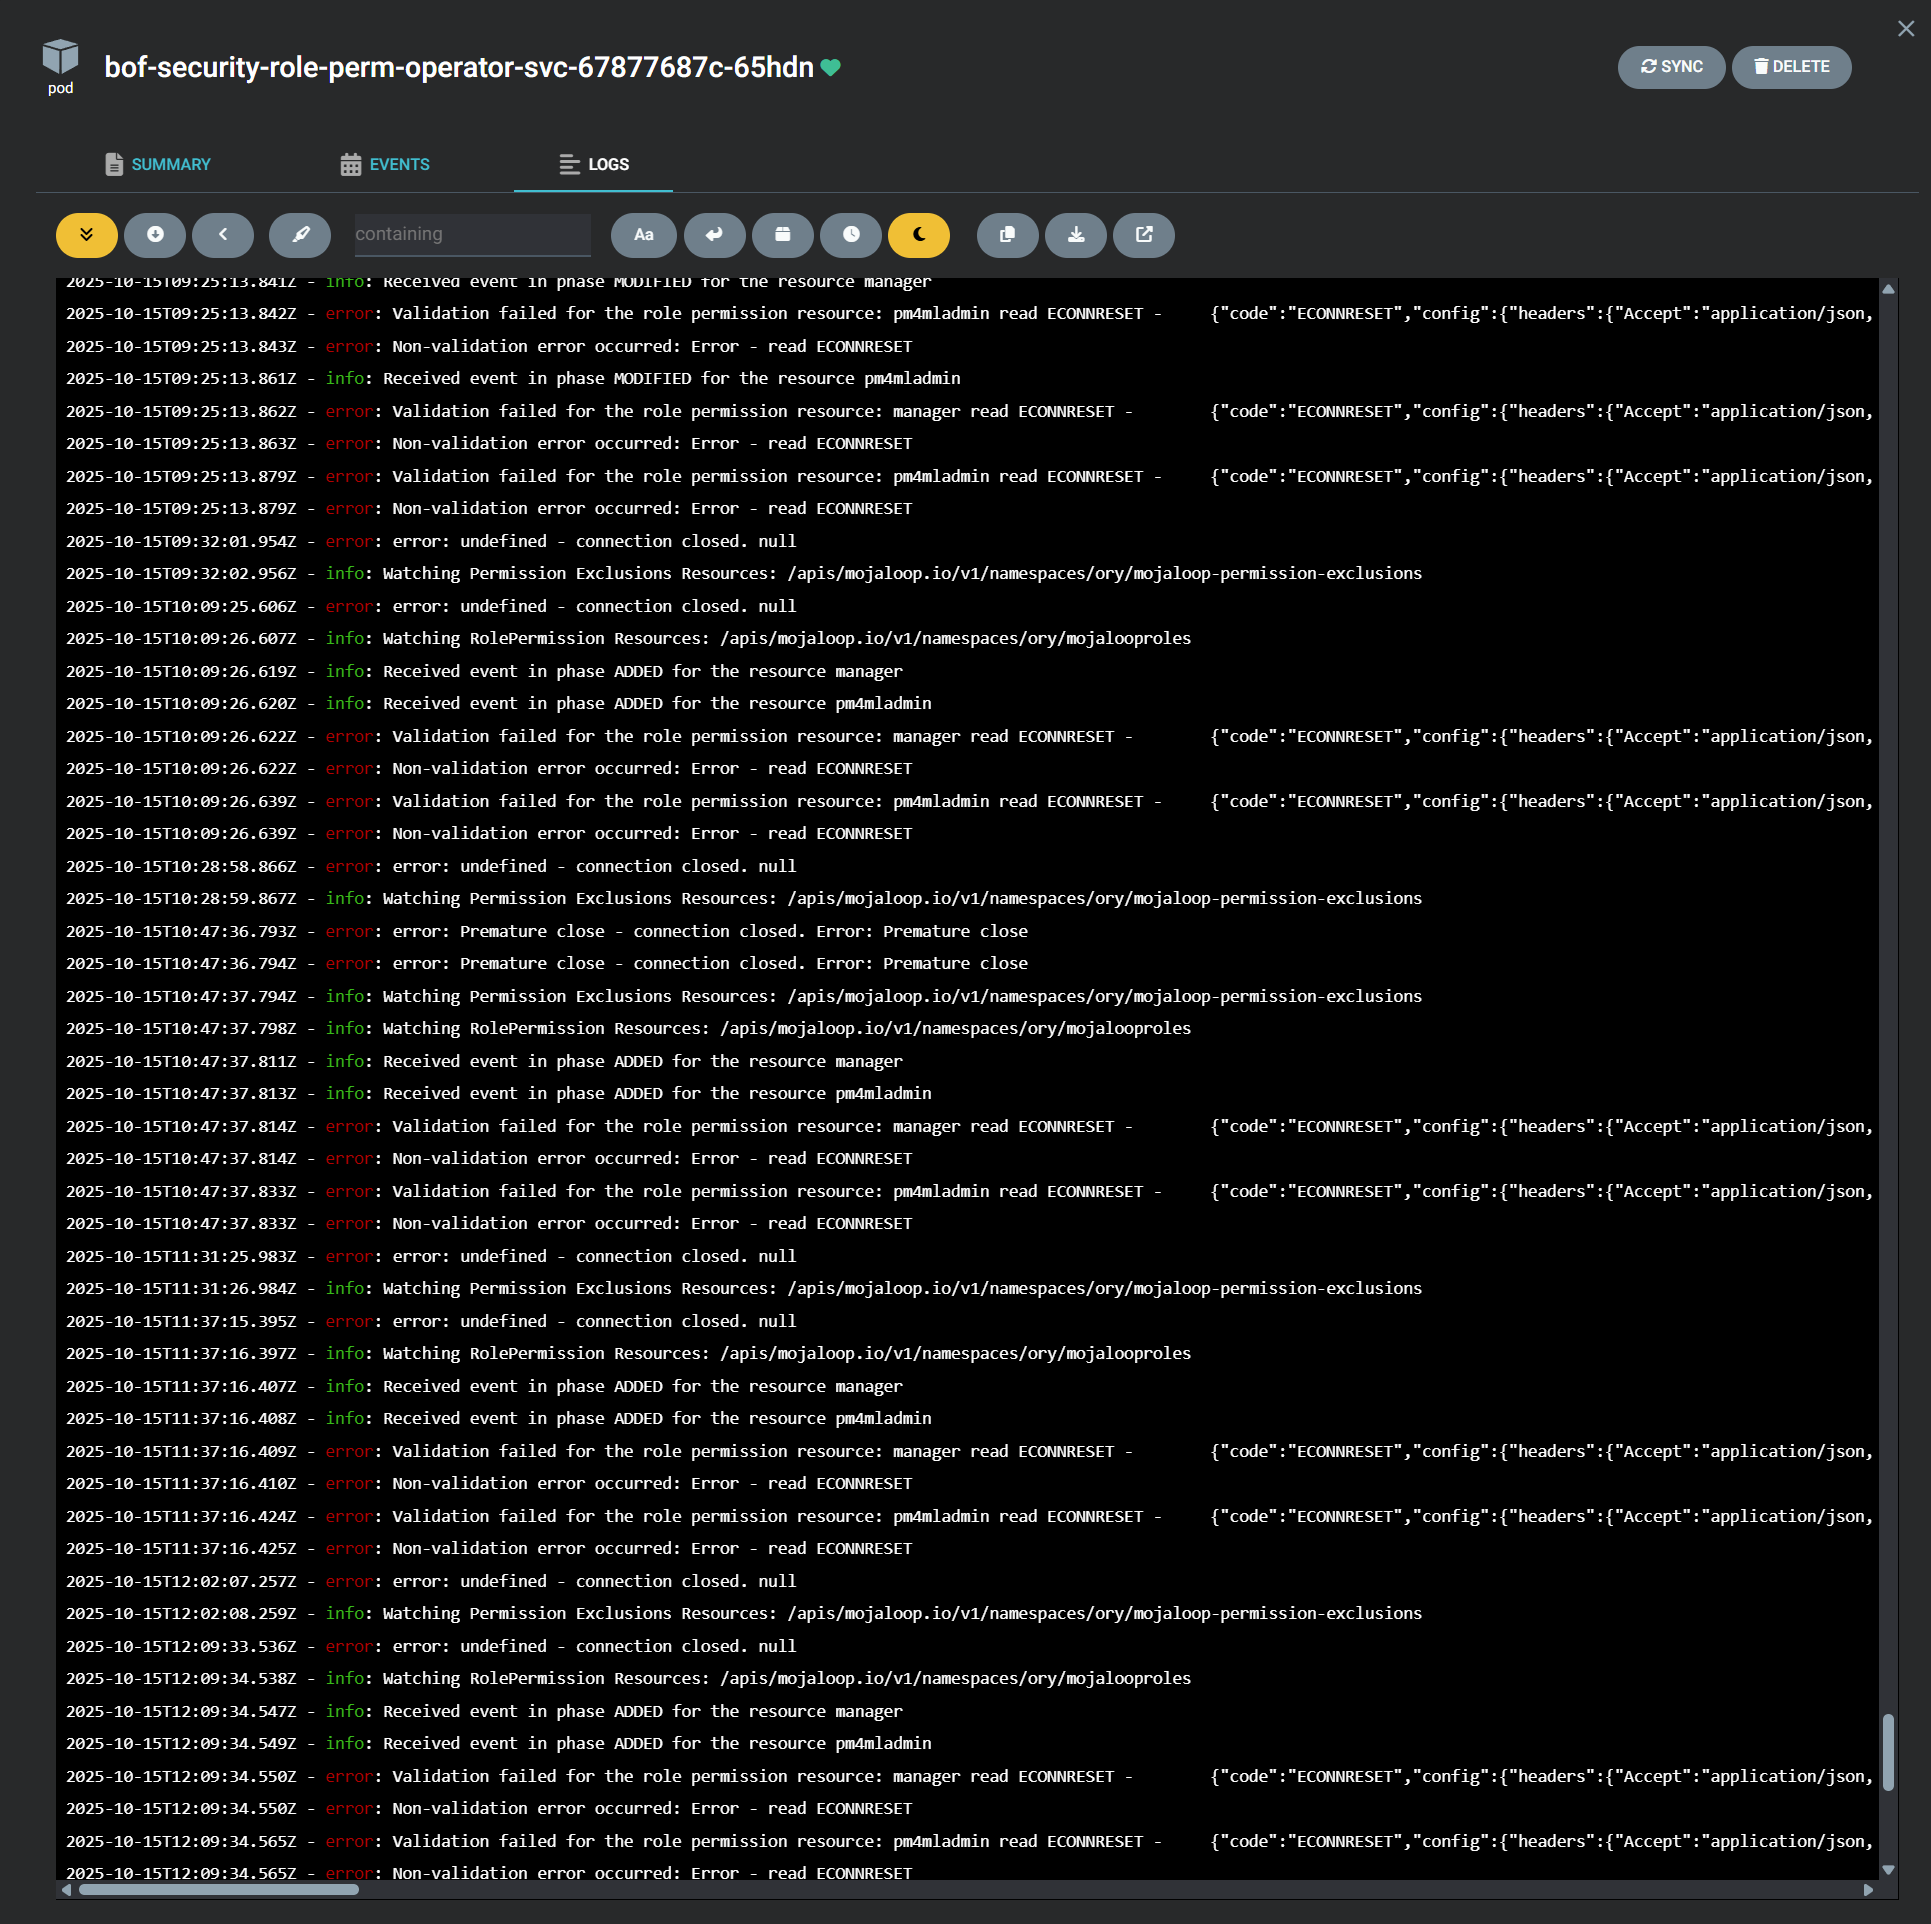 bof-security-role-perm-operator-svc-67877687c-65hdn
pod
SYNC
DELETE
SUMMARY
EVENTS
LOGS
containing
Aa
2025-10-15T09:25:13.841Z - info: Received event in phase MODIFIED for the resource manager
2025-10-15T09:25:13.842Z - error: Validation failed for the role permission resource: pm4mladmin read ECONNRESET - {"code":"ECONNRESET","config":{"headers":{"Accept":"application/json,
2025-10-15T09:25:13.843Z - error: Non-validation error occurred: Error - read ECONNRESET
2025-10-15T09:25:13.861Z - info: Received event in phase MODIFIED for the resource pm4mladmin
2025-10-15T09:25:13.862Z - error: Validation failed for the role permission resource: manager read ECONNRESET - {"code":"ECONNRESET","config":{"headers":{"Accept":"application/json,
2025-10-15T09:25:13.863Z - error: Non-validation error occurred: Error - read ECONNRESET
2025-10-15T09:25:13.879Z - error: Validation failed for the role permission resource: pm4mladmin read ECONNRESET - {"code":"ECONNRESET","config":{"headers":{"Accept":"application/json,
2025-10-15T09:25:13.879Z - error: Non-validation error occurred: Error - read ECONNRESET
2025-10-15T09:32:01.954Z - error: error: undefined - connection closed. null
2025-10-15T09:32:02.956Z - info: Watching Permission Exclusions Resources: /apis/mojaloop.io/v1/namespaces/ory/mojaloop-permission-exclusions
2025-10-15T10:09:25.606Z - error: error: undefined - connection closed. null
2025-10-15T10:09:26.607Z - info: Watching RolePermission Resources: /apis/mojaloop.io/v1/namespaces/ory/mojalooproles
2025-10-15T10:09:26.619Z - info: Received event in phase ADDED for the resource manager
2025-10-15T10:09:26.620Z - info: Received event in phase ADDED for the resource pm4mladmin
2025-10-15T10:09:26.622Z - error: Validation failed for the role permission resource: manager read ECONNRESET - {"code":"ECONNRESET","config":{"headers":{"Accept":"application/json,
2025-10-15T10:09:26.622Z - error: Non-validation error occurred: Error - read ECONNRESET
2025-10-15T10:09:26.639Z - error: Validation failed for the role permission resource: pm4mladmin read ECONNRESET - {"code":"ECONNRESET","config":{"headers":{"Accept":"application/json,
2025-10-15T10:09:26.639Z - error: Non-validation error occurred: Error - read ECONNRESET
2025-10-15T10:28:58.866Z - error: error: undefined - connection closed. null
2025-10-15T10:28:59.867Z - info: Watching Permission Exclusions Resources: /apis/mojaloop.io/v1/namespaces/ory/mojaloop-permission-exclusions
2025-10-15T10:47:36.793Z - error: error: Premature close - connection closed. Error: Premature close
2025-10-15T10:47:36.794Z - error: error: Premature close - connection closed. Error: Premature close
2025-10-15T10:47:37.794Z - info: Watching Permission Exclusions Resources: /apis/mojaloop.io/v1/namespaces/ory/mojaloop-permission-exclusions
2025-10-15T10:47:37.798Z - info: Watching RolePermission Resources: /apis/mojaloop.io/v1/namespaces/ory/mojalooproles
2025-10-15T10:47:37.811Z - info: Received event in phase ADDED for the resource manager
2025-10-15T10:47:37.813Z - info: Received event in phase ADDED for the resource pm4mladmin
2025-10-15T10:47:37.814Z - error: Validation failed for the role permission resource: manager read ECONNRESET - {"code":"ECONNRESET","config":{"headers":{"Accept":"application/json,
2025-10-15T10:47:37.814Z - error: Non-validation error occurred: Error - read ECONNRESET
2025-10-15T10:47:37.833Z - error: Validation failed for the role permission resource: pm4mladmin read ECONNRESET - {"code":"ECONNRESET","config":{"headers":{"Accept":"application/json,
2025-10-15T10:47:37.833Z - error: Non-validation error occurred: Error - read ECONNRESET
2025-10-15T11:31:25.983Z - error: error: undefined - connection closed. null
2025-10-15T11:31:26.984Z - info: Watching Permission Exclusions Resources: /apis/mojaloop.io/v1/namespaces/ory/mojaloop-permission-exclusions
2025-10-15T11:37:15.395Z - error: error: undefined - connection closed. null
2025-10-15T11:37:16.397Z - info: Watching RolePermission Resources: /apis/mojaloop.io/v1/namespaces/ory/mojalooproles
2025-10-15T11:37:16.407Z - info: Received event in phase ADDED for the resource manager
2025-10-15T11:37:16.408Z - info: Received event in phase ADDED for the resource pm4mladmin
2025-10-15T11:37:16.409Z - error: Validation failed for the role permission resource: manager read ECONNRESET - {"code":"ECONNRESET","config":{"headers":{"Accept":"application/json,
2025-10-15T11:37:16.410Z - error: Non-validation error occurred: Error - read ECONNRESET
2025-10-15T11:37:16.424Z - error: Validation failed for the role permission resource: pm4mladmin read ECONNRESET - {"code":"ECONNRESET","config":{"headers":{"Accept":"application/json,
2025-10-15T11:37:16.425Z - error: Non-validation error occurred: Error - read ECONNRESET
2025-10-15T12:02:07.257Z - error: error: undefined - connection closed. null
2025-10-15T12:02:08.259Z - info: Watching Permission Exclusions Resources: /apis/mojaloop.io/v1/namespaces/ory/mojaloop-permission-exclusions
2025-10-15T12:09:33.536Z - error: error: undefined - connection closed. null
2025-10-15T12:09:34.538Z - info: Watching RolePermission Resources: /apis/mojaloop.io/v1/namespaces/ory/mojalooproles
2025-10-15T12:09:34.547Z - info: Received event in phase ADDED for the resource manager
2025-10-15T12:09:34.549Z - info: Received event in phase ADDED for the resource pm4mladmin
2025-10-15T12:09:34.550Z - error: Validation failed for the role permission resource: manager read ECONNRESET - {"code":"ECONNRESET","config":{"headers":{"Accept":"application/json,
2025-10-15T12:09:34.550Z - error: Non-validation error occurred: Error - read ECONNRESET
2025-10-15T12:09:34.565Z - error: Validation failed for the role permission resource: pm4mladmin read ECONNRESET - {"code":"ECONNRESET","config":{"headers":{"Accept":"application/json,
2025-10-15T12:09:34.565Z - error: Non-validation error occurred: Error - read ECONNRESET